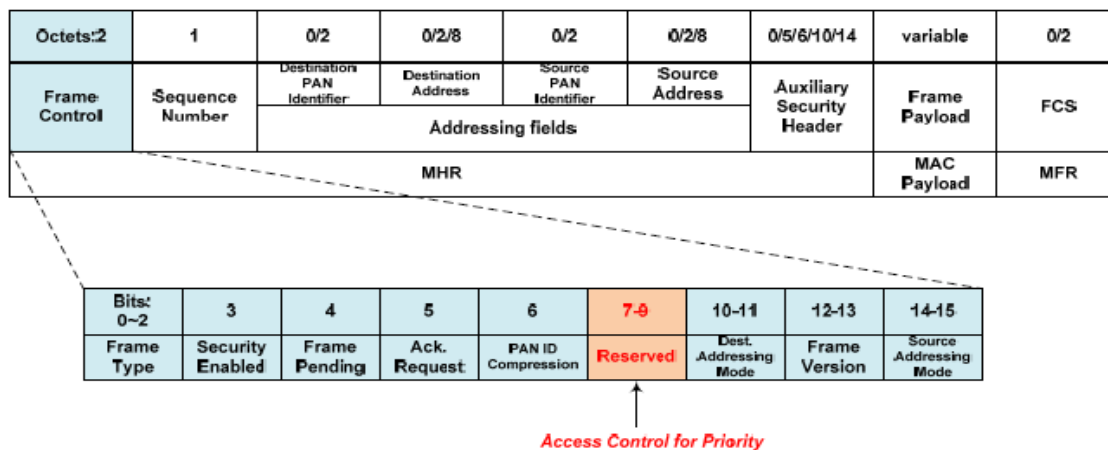 Octets:2 1 0/2 0/2/8 0/2 0/2/8 0/5/6/10/14 variable 0/2
Frame Control
Sequence Number
Destination PAN Identifier
Destination Address
Source PAN Identifier
Source Address
Addressing fields
Auxiliary Security Header
Frame Payload
FCS
MHR
MAC Payload
MFR
Bits: 0~2 3 4 5 6 7-9 10-11 12-13 14-15
Frame Type
Security Enabled
Frame Pending
Ack. Request
PAN ID Compression
Reserved
Dest. Addressing Mode
Frame Version
Source Addressing Mode
Access Control for Priority